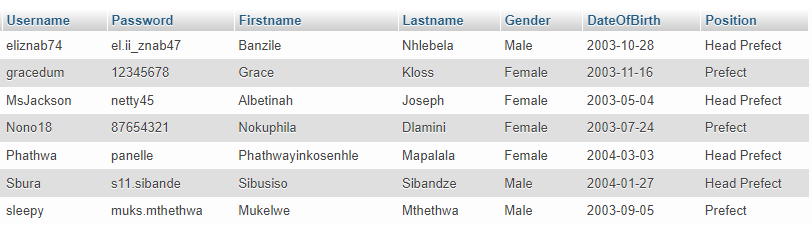 Username Password Firstname Lastname Gender DateOfBirth Position
eliznab74 el.ii_znab47 Banzile Nhlebela Male 2003-10-28 Head Prefect
gracedum 12345678 Grace Kloss Female 2003-11-16 Prefect
MsJackson netty45 Albetinah Joseph Female 2003-05-04 Head Prefect
Nono18 87654321 Nokuphila Dlamini Female 2003-07-24 Prefect
Phathwa panelle Phathwayinkosenhle Mapalala Female 2004-03-03 Head Prefect
Sbura s11.sibande Sibusiso Sibandze Male 2004-01-27 Head Prefect
sleepy muks.mthethwa Mukelwe Mthethwa Male 2003-09-05 Prefect